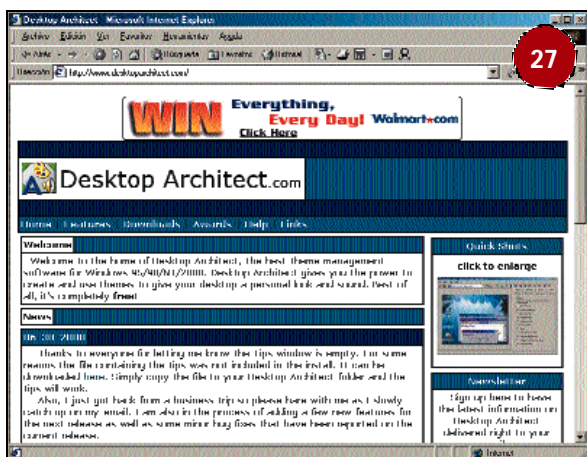 Desktop Architect - Microsoft Internet Explorer
Archivo Edición Ver Favoritos Herramientas Ayuda
Atrás Búsqueda Favoritos Historial
27
Dirección http://www.desktoparchitect.com/
WIN Everything,
Every Day! Walmart.com
Click Here
Desktop Architect.com
Home Features Downloads Awards Help Links
Welcome
Welcome to the home of Desktop Architect, the best theme management
software for Windows 95/98/NT/2000. Desktop Architect gives you the power to
create and use themes to give your desktop a personal look and sound. Best of
all, it's completely free!
News
06-30-2000
Thanks to everyone for letting me know the tips window is empty. For some
reason the file containing the tips was not included in the install. It can be
downloaded here. Simply copy the file to your Desktop Architect folder and the
tips will work.
Also, I just got back from a business trip so please bare with me as I slowly
catch up on my email. I am also in the process of adding a few new features for
the next release as well as some minor bug fixes that have been reported on the
current release.
Quick Shots
click to enlarge
Newsletter
Sign up here to have
the latest information on
Desktop Architect
delivered right to your
Internet